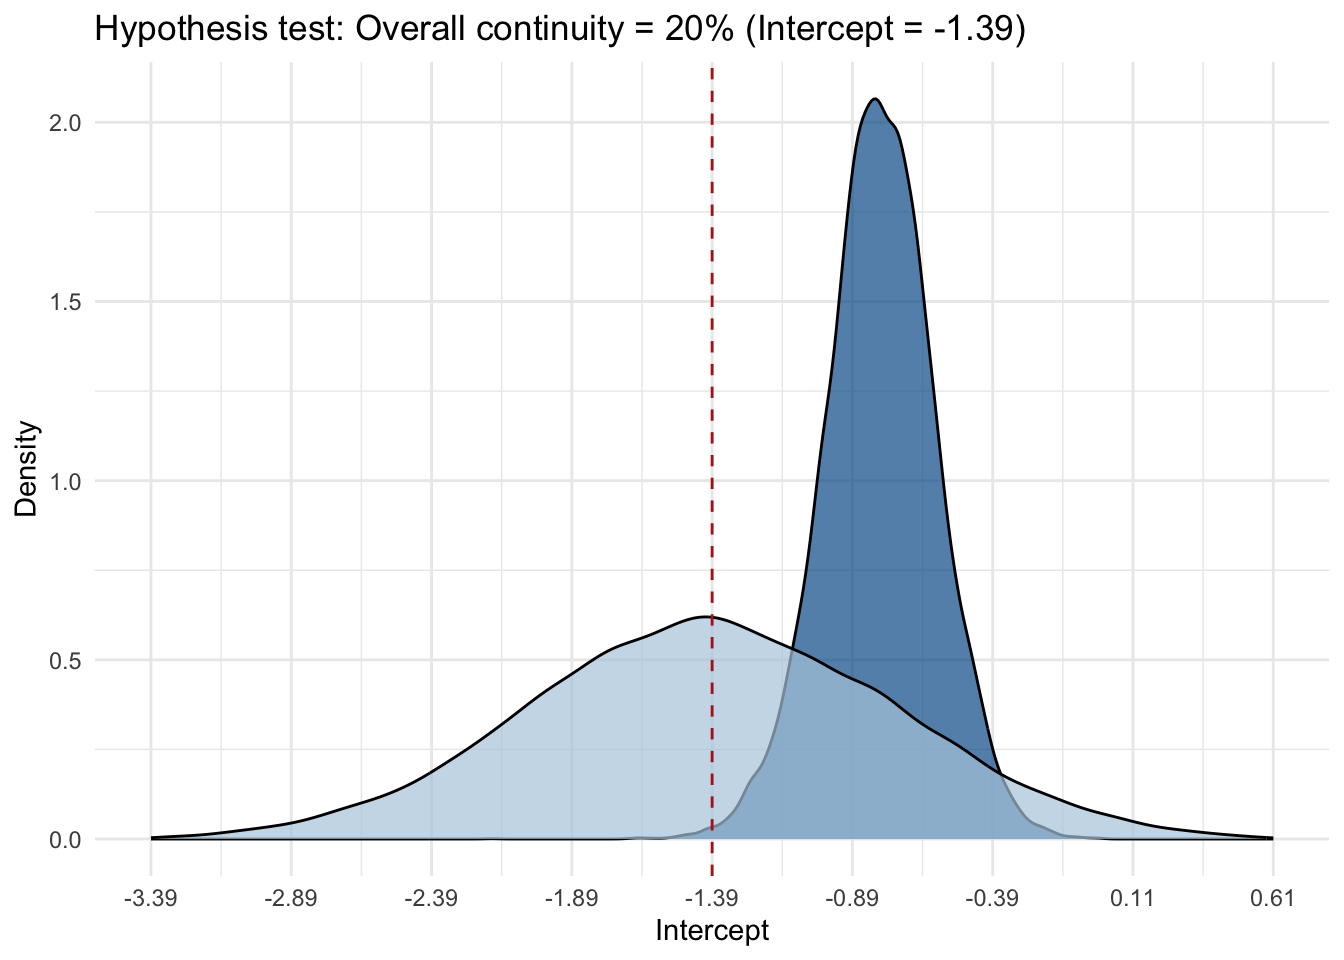 Hypothesis test: Overall continuity = 20% (Intercept = -1.39)
Density
2.0
1.5
1.0
0.5
0.0
-3.39 -2.89 -2.39 -1.89 -1.39 -0.89 -0.39 0.11 0.61
Intercept